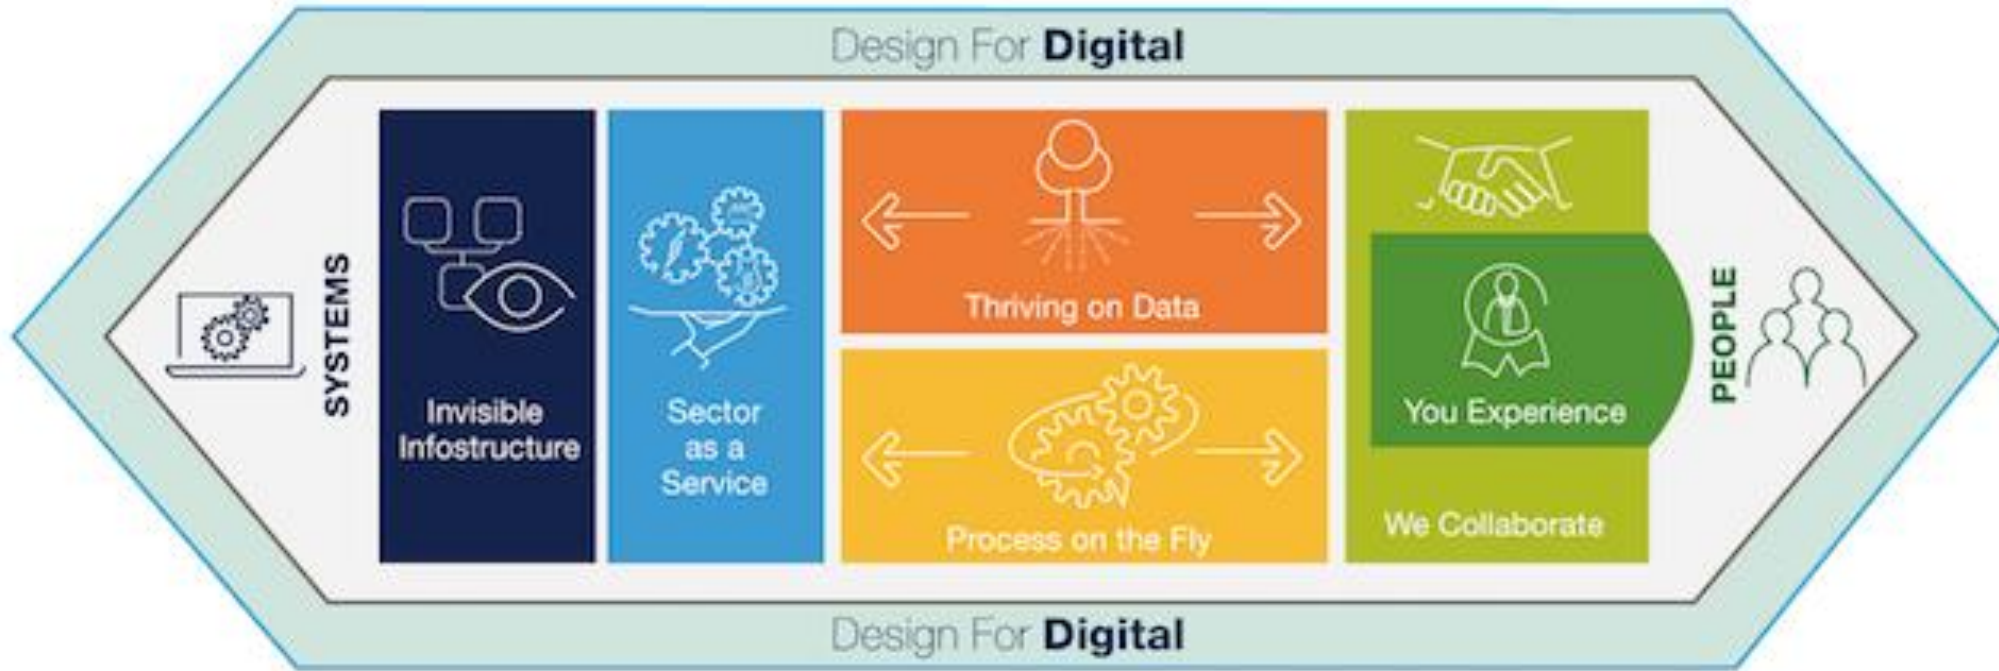 Design For Digital
SYSTEMS
Invisible
Infostructure
Sector
as a
Service
Thriving on Data
Process on the Fly
You Experience
We Collaborate
PEOPLE
Design For Digital